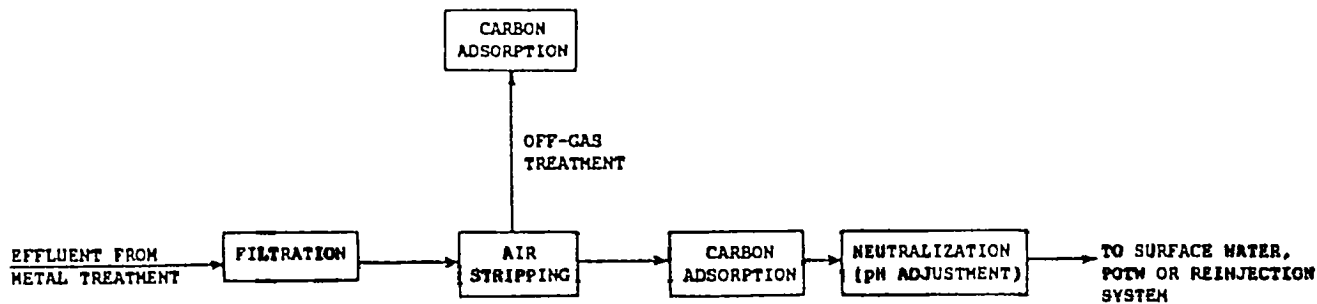 CARBON
ADSORPTION
OFF-GAS
TREATMENT
EFFLUENT FROM
METAL TREATMENT
FILTRATION
AIR
STRIPPING
CARBON
ADSORPTION
NEUTRALIZATION
(pH ADJUSTMENT)
TO SURFACE WATER,
POTW OR REINJECTION
SYSTEM